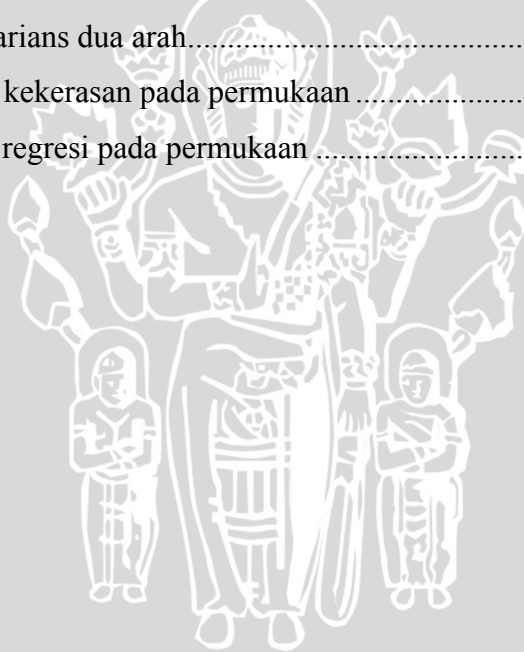 arians dua arah.......................................
kekerasan pada permukaan .....................
regresi pada permukaan ..........................